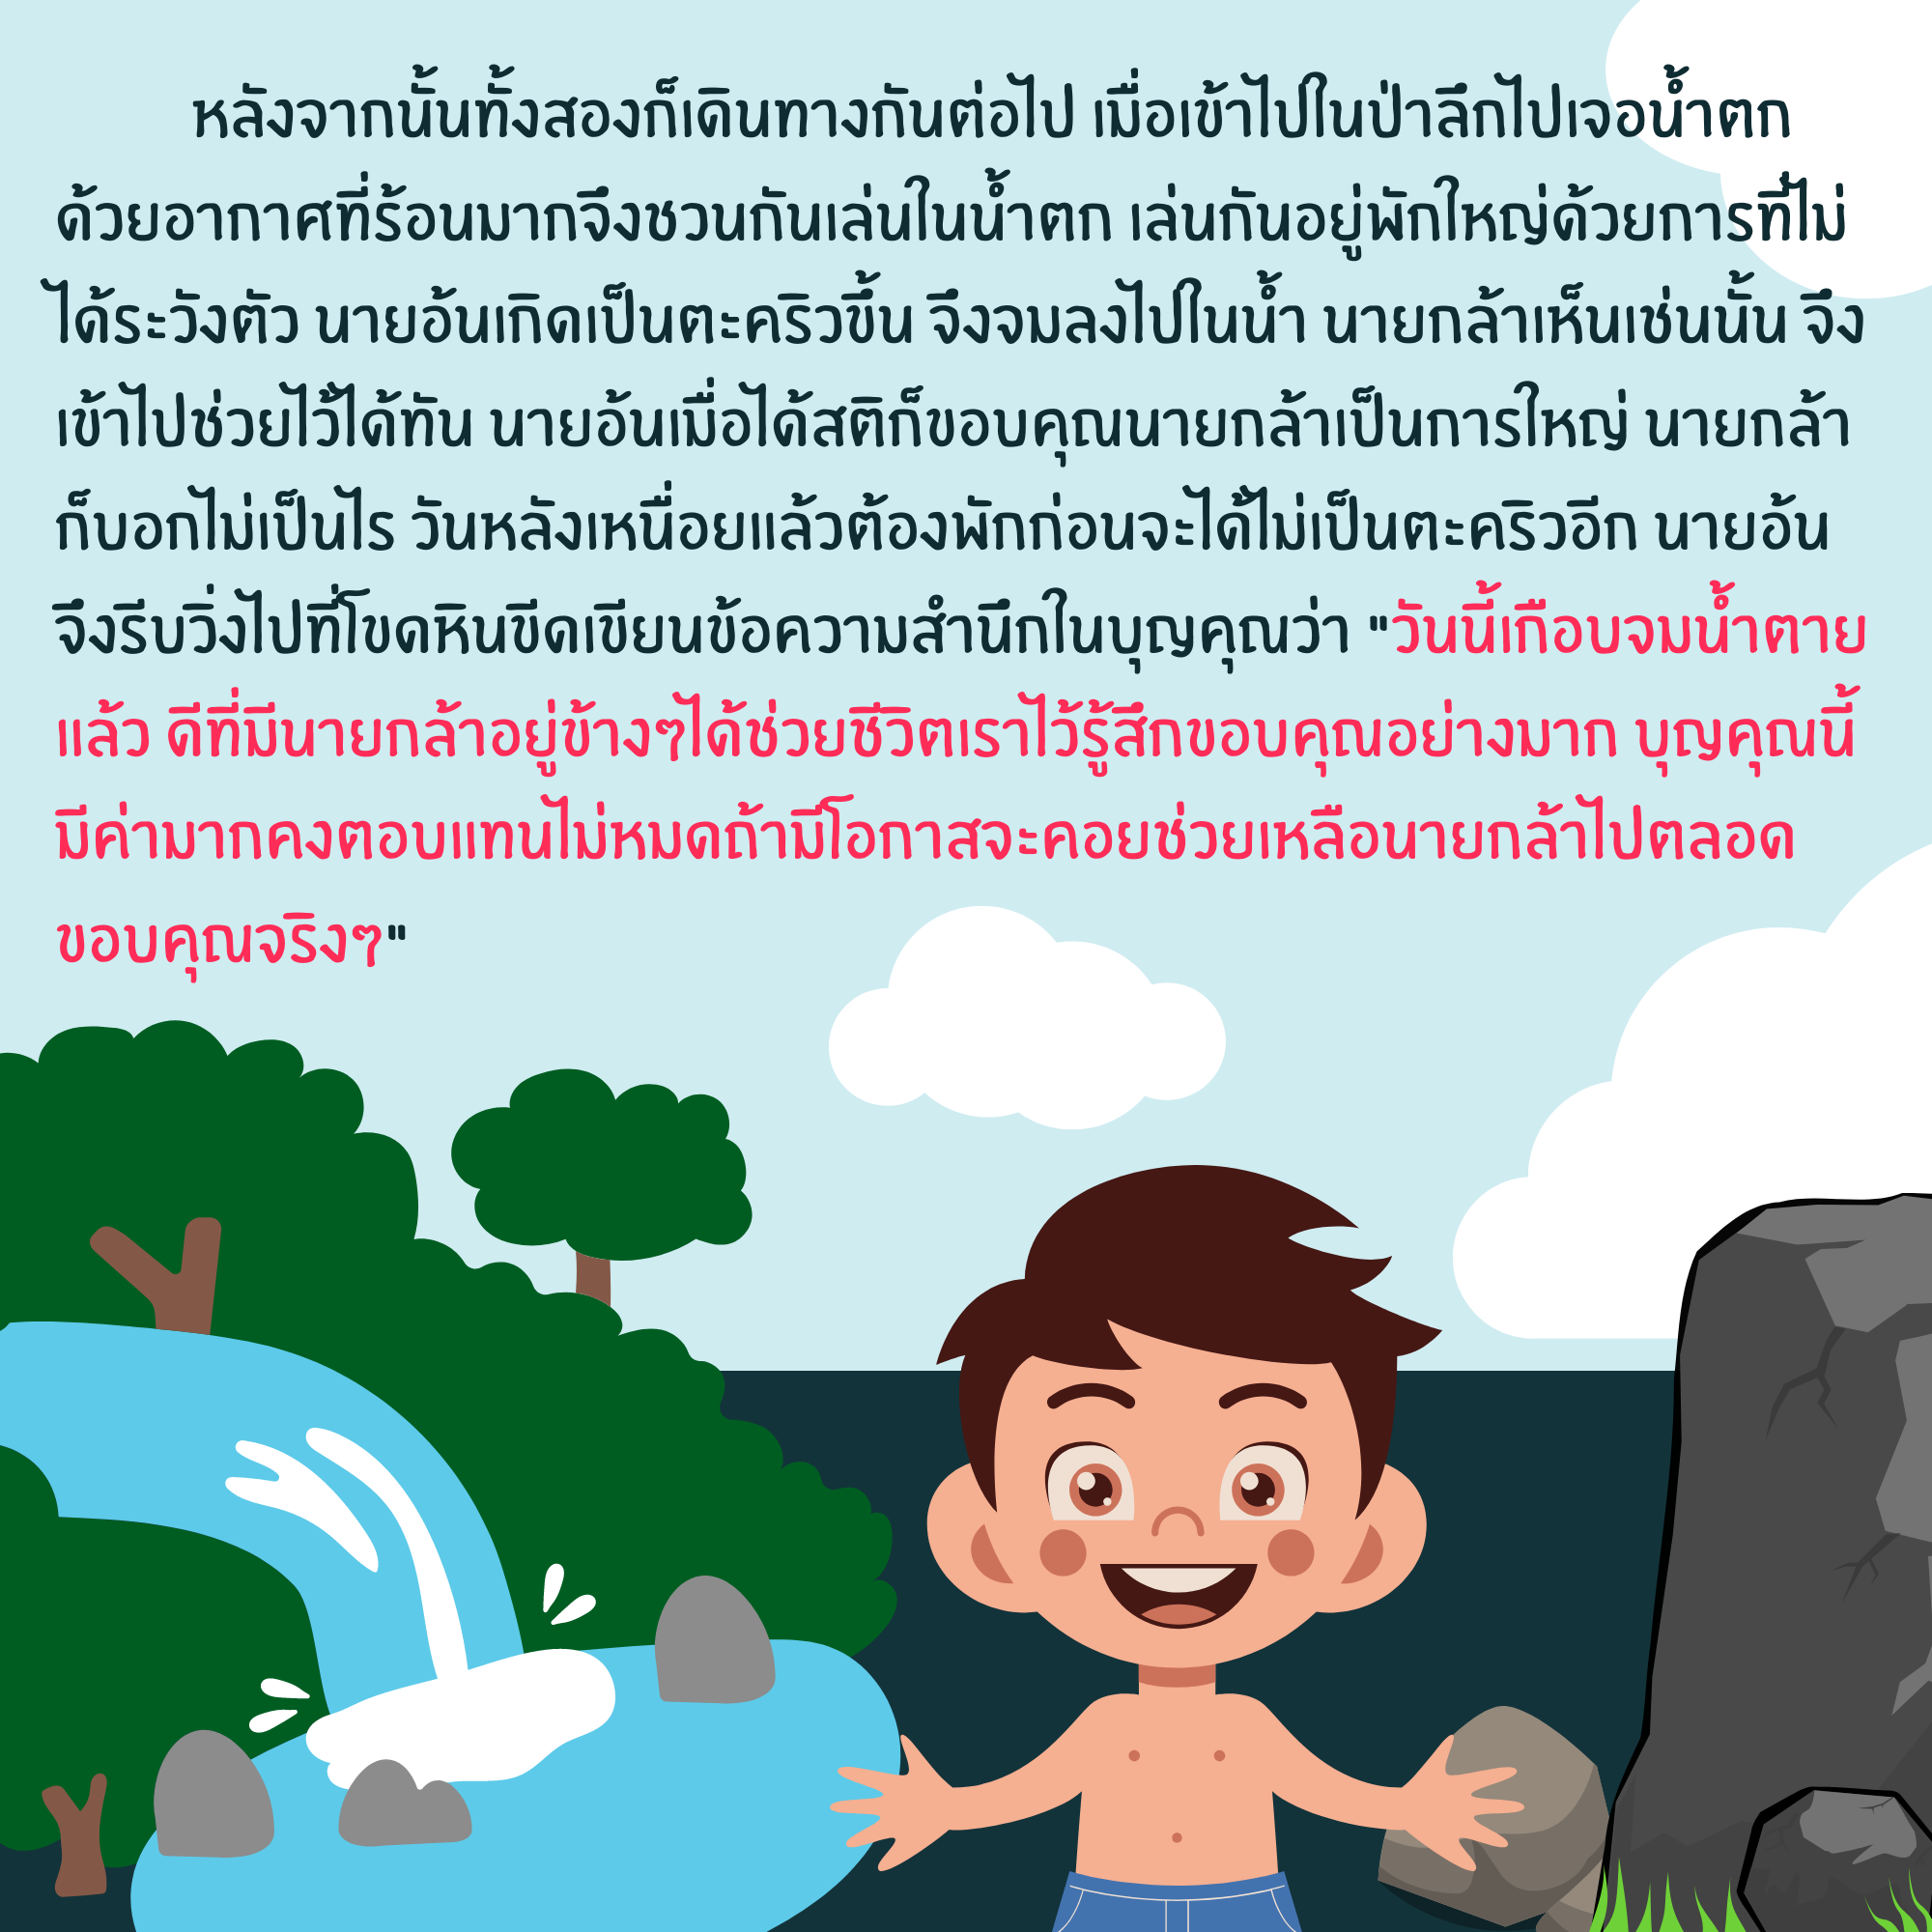 หลังจากนั้นทั้งสองก็เดินทางกันต่อไป เมื่อเข้าไปในป่าลึกไปเจอน้ำตก
ด้วยอากาศที่ร้อนมากจึงชวนกันเล่นในน้ำตก เล่นกันอยู่พักใหญ่ด้วยการที่ไม่
ได้ระวังตัว นายอ้นเกิดเป็นตะคริวขึ้น จึงจมลงไปในน้ำ นายกล้าเห็นเช่นนั้น จึง
เข้าไปช่วยไว้ได้ทัน นายอ้นเมื่อได้สติก็ขอบคุณนายกล้าเป็นการใหญ่ นายกล้า
ก็บอกไม่เป็นไร วันหลังเหนื่อยแล้วต้องพักก่อนจะได้ไม่เป็นตะคริวอีก นายอ้น
จึงรีบวิ่งไปที่โขดหินขีดเขียนข้อความสำนึกในบุญคุณว่า "วันนี้เกือบจมน้ำตาย
แล้ว ดีที่มีนายกล้าอยู่ข้างๆได้ช่วยชีวิตเราไว้รู้สึกขอบคุณอย่างมาก บุญคุณนี้
มีค่ามากคงตอบแทนไม่หมดถ้ามีโอกาสจะคอยช่วยเหลือนายกล้าไปตลอด
ขอบคุณจริงๆ"